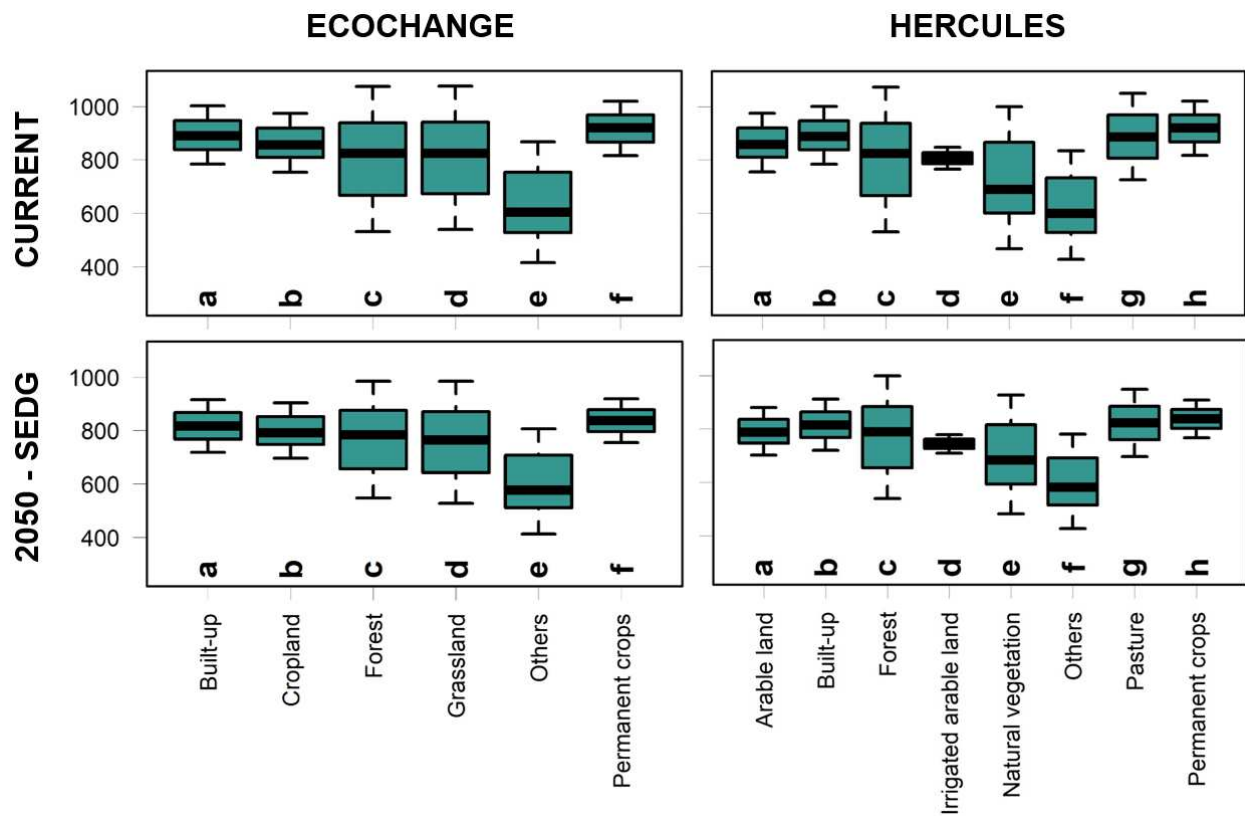 ECOCHANGE
HERCULES
CURRENT
1000
800
600
400
a b c d e f
a b c d e f g h
2050 - SEDG
1000
800
600
400
a b c d e f
a b c d e f g h
Built-up
Cropland
Forest
Grassland
Others
Permanent crops
Arable land
Built-up
Forest
Irrigated arable land
Natural vegetation
Others
Pasture
Permanent crops